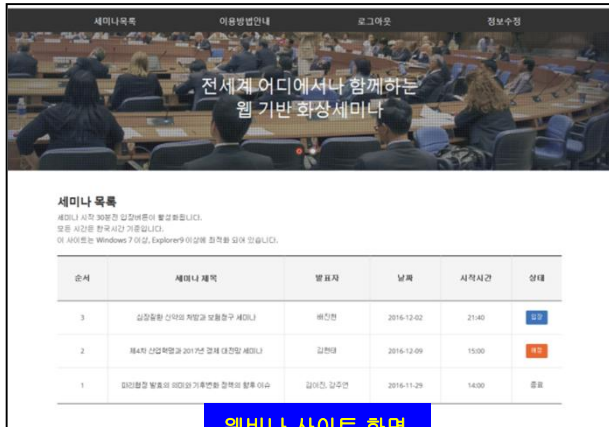 세미나목록 이용방법안내 로그아웃 정보수정
전세계 어디에서나 함께하는
웹 기반 화상세미나
세미나 목록
세미나 시작 30분전 입장버튼이 활성화됩니다.
모든 시간은 한국시간 기준입니다.
이 사이트는 Windows 7 이상, Explorer9 이상에 최적화 되어 있습니다.
순서 세미나 제목 발표자 날짜 시작시간 상태
3 심장질환 신약의 처방과 보험청구 세미나 배진현 2016-12-02 21:40 입장
2 제4차 산업혁명과 2017년 경제 대전망 세미나 김현태 2016-12-09 15:00 예정
1 파리협정 발효의 의미와 기후변화 정책의 향후 이슈 김이진, 강주연 2016-11-29 14:00 종료
웨비나 사이트 화면